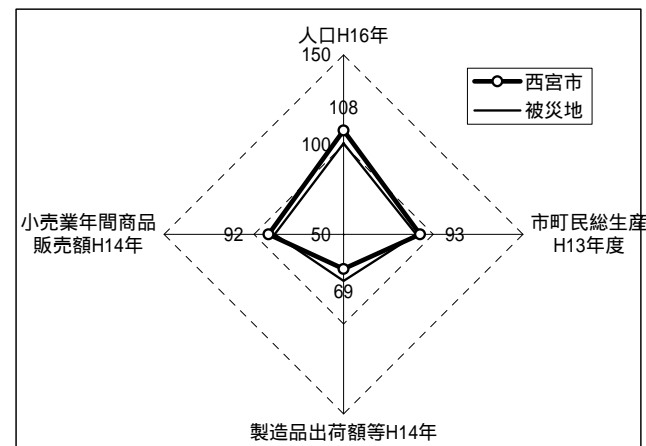 人口H16年
150
西宮市
被災地
108
100
小売業年間商品
販売額H14年
92
50
93
市町民総生産
H13年度
69
製造品出荷額等H14年